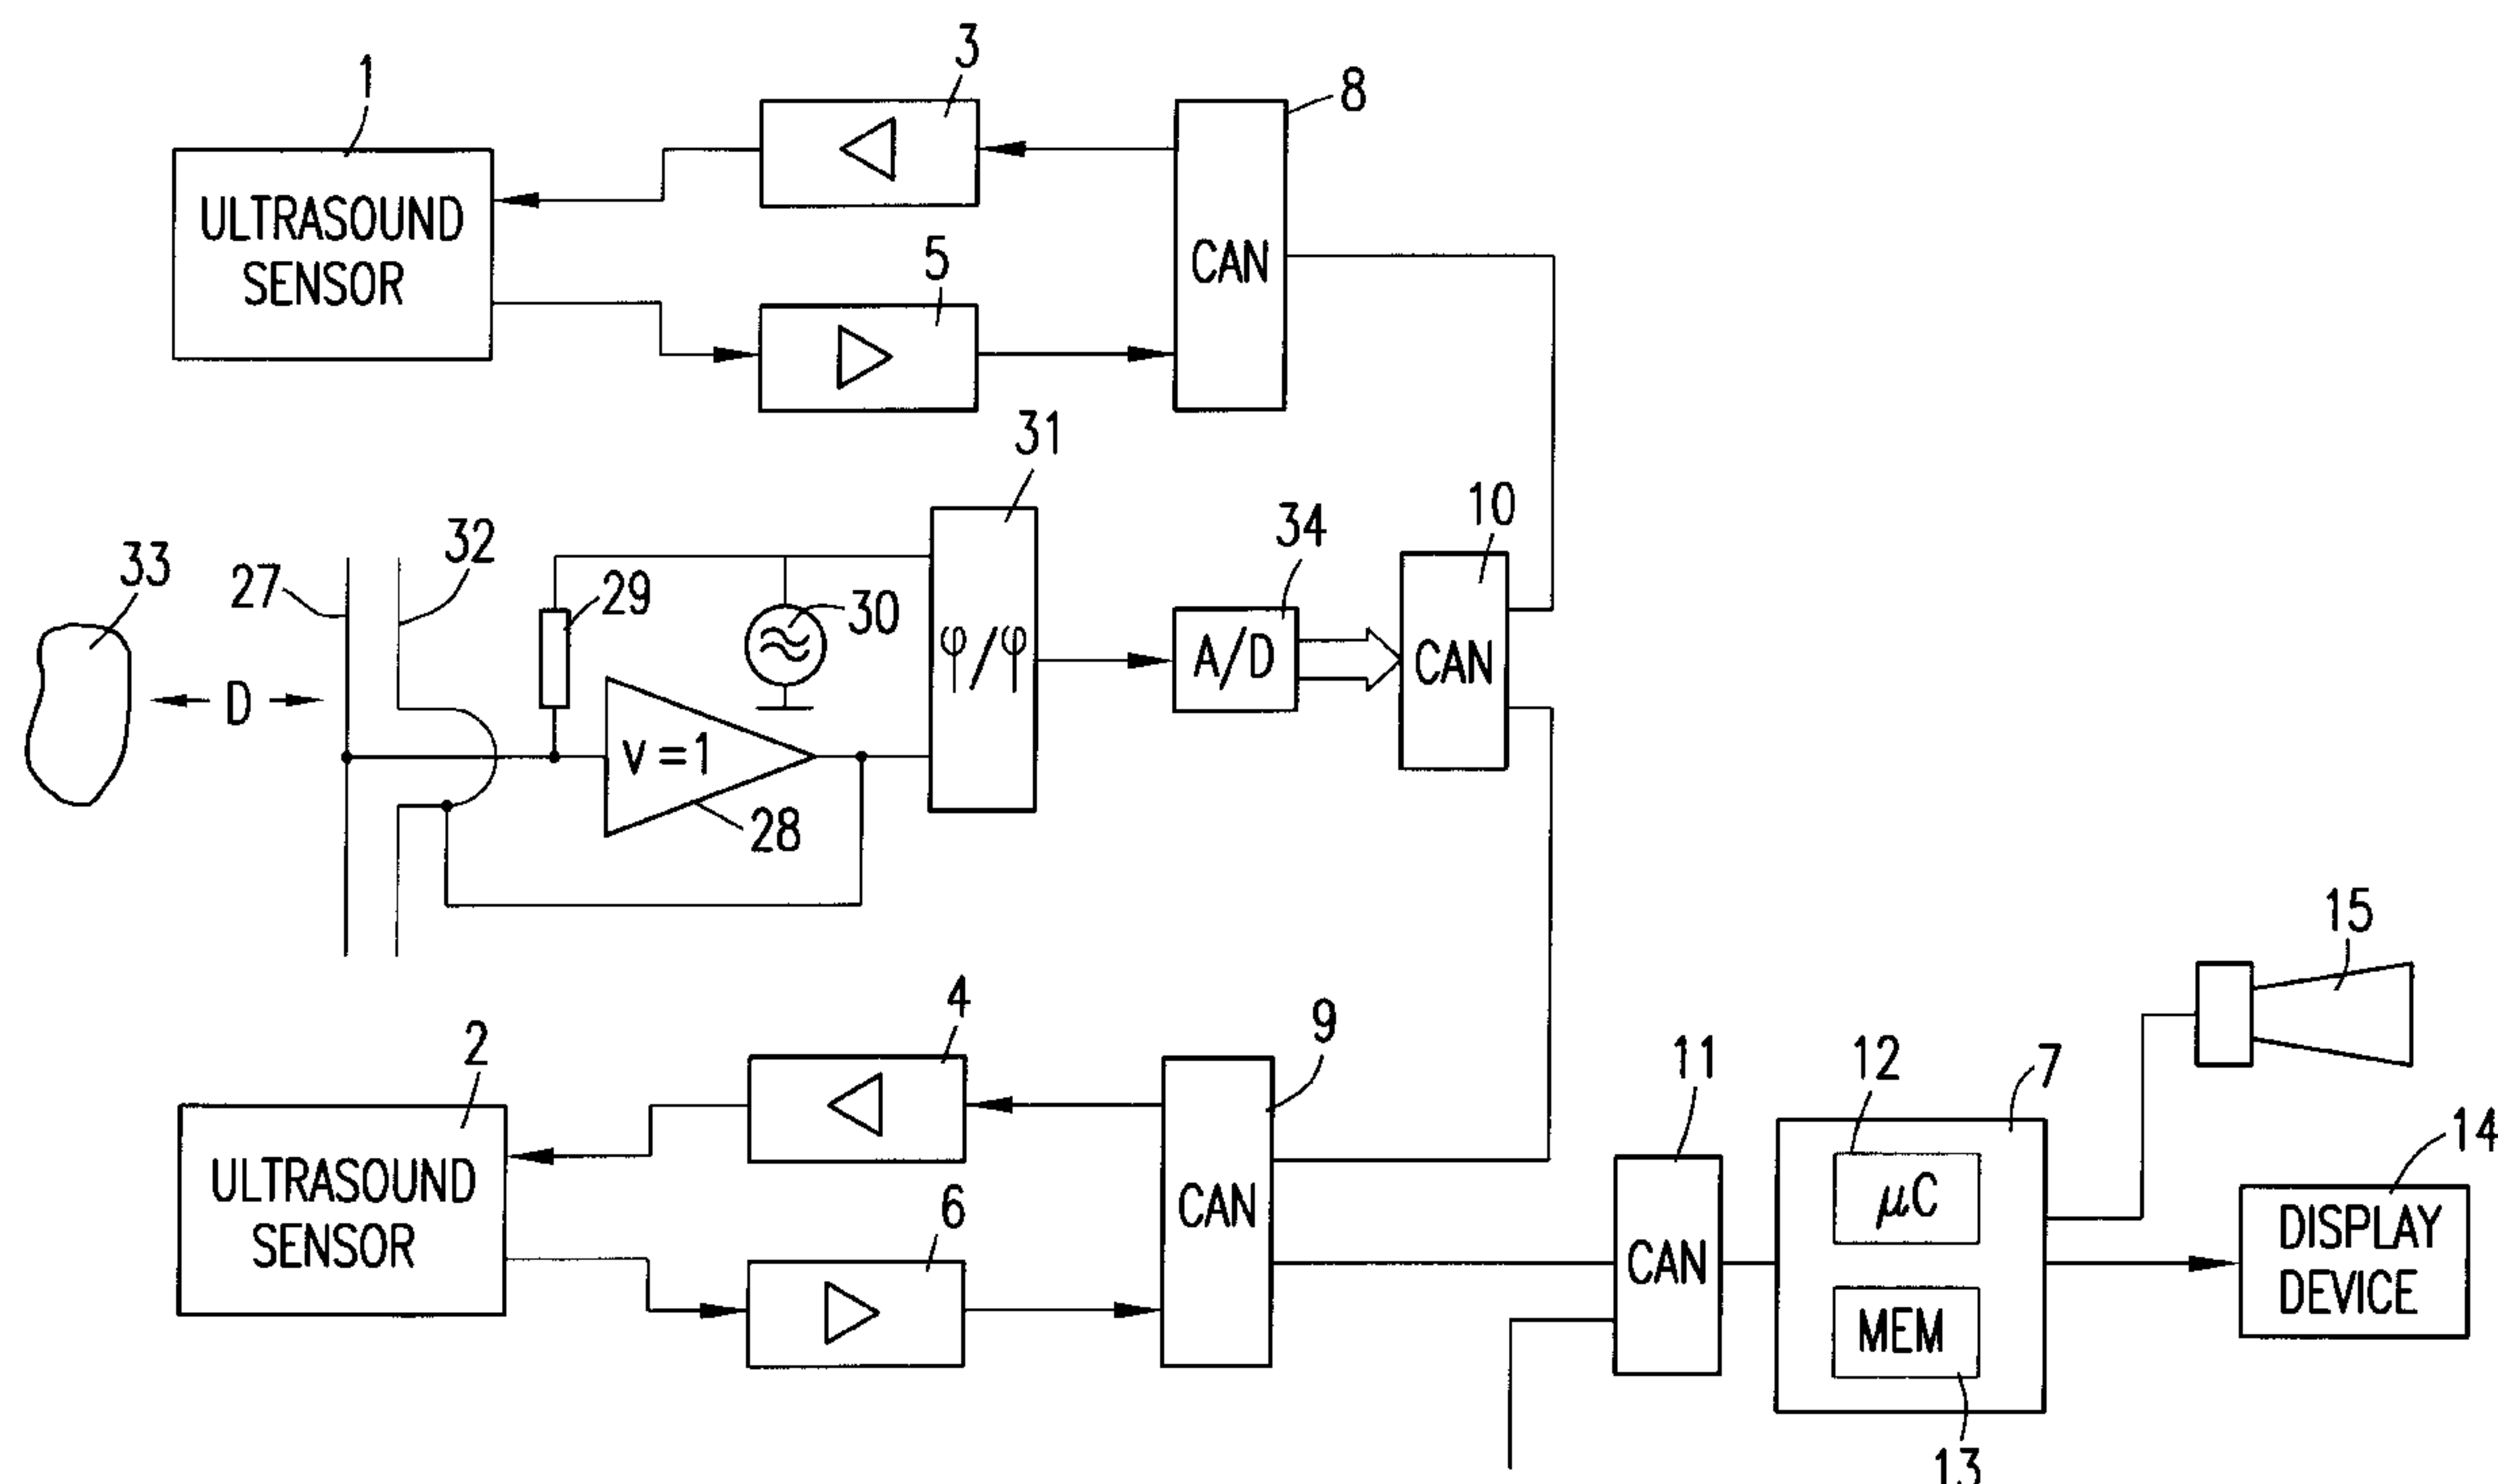 1
3
8
ULTRASOUND
SENSOR
CAN
5
31
33
27
32
29
30
φ/φ
34
10
D
A/D
CAN
v=1
28
15
2
4
9
11
12
7
14
ULTRASOUND
SENSOR
CAN
6
CAN
μC
MEM
DISPLAY
DEVICE
13